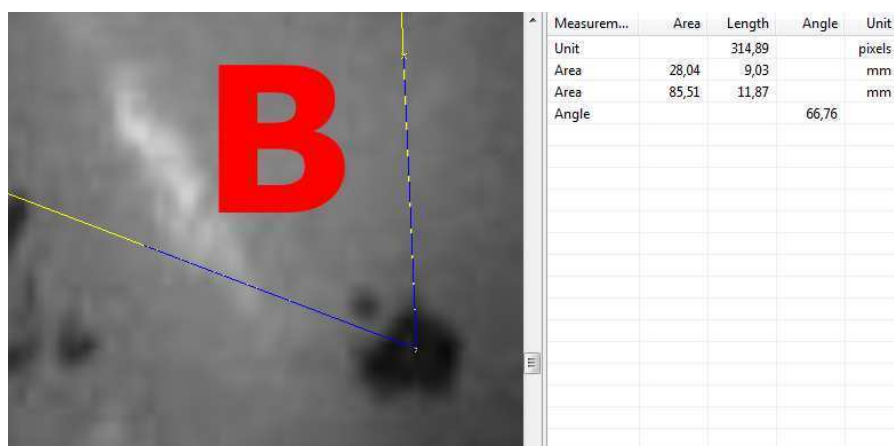 B
Measurem... Area Length Angle Unit
Unit 314,89 pixels
Area 28,04 9,03 mm
Area 85,51 11,87 mm
Angle 66,76